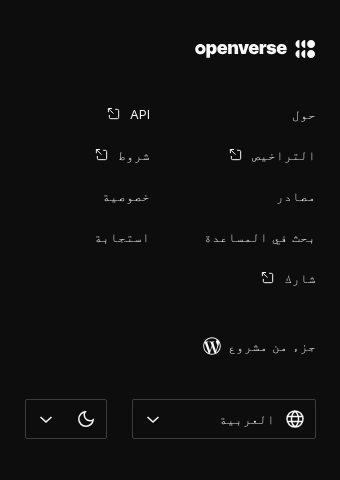 openverse
حول
API
التراخيص
شروط
مصادر
خصوصية
بحث في المساعدة
استجابة
شارك
جزء من مشروع
العربية